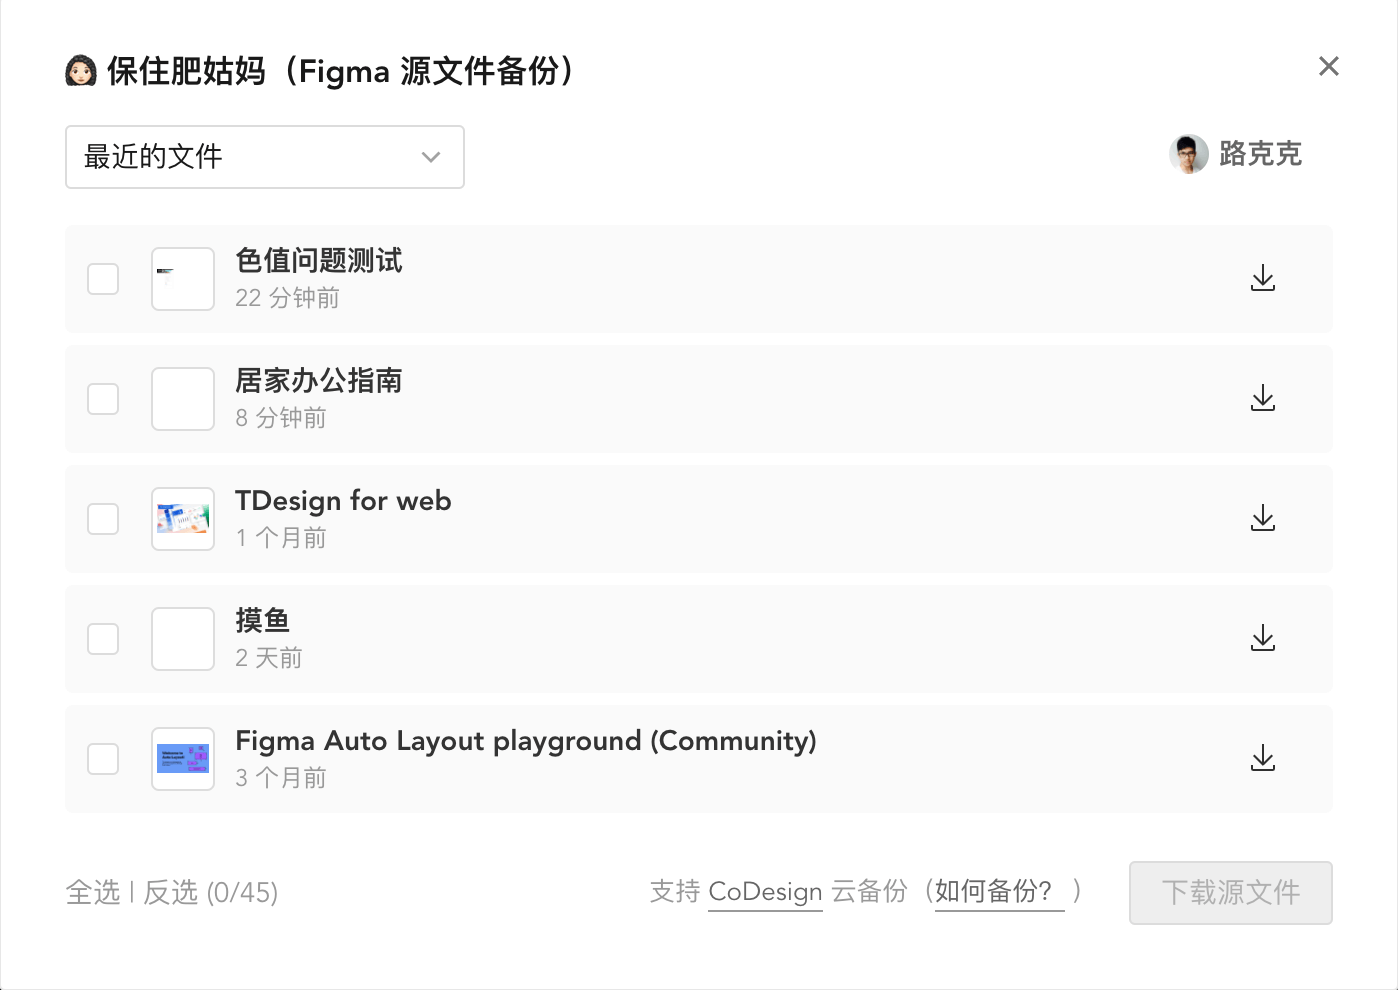 保住肥姑妈（Figma 源文件备份）
最近的文件
路克克
色值问题测试
22 分钟前
居家办公指南
8 分钟前
TDesign for web
1 个月前
摸鱼
2 天前
Figma Auto Layout playground (Community)
3 个月前
全选 | 反选 (0/45)
支持 CoDesign 云备份（如何备份？）
下载源文件